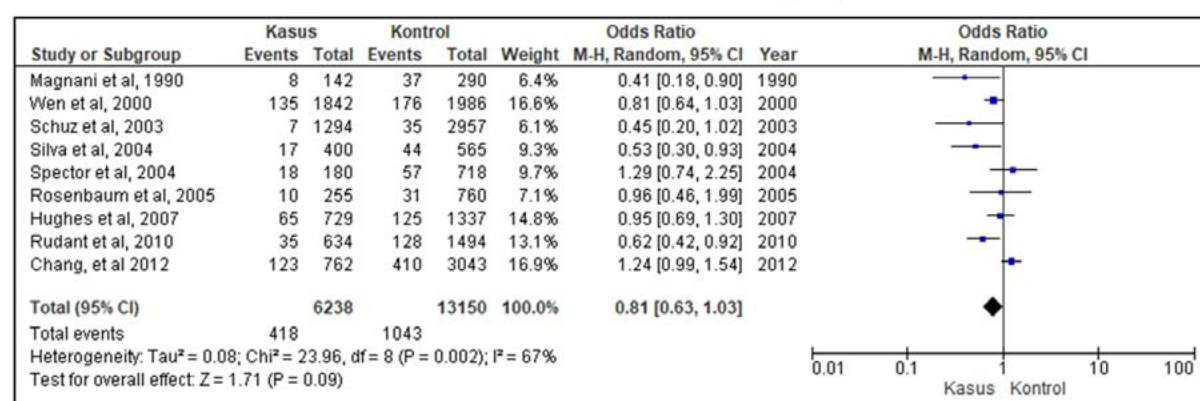 Kasus Kontrol Odds Ratio Odds Ratio
Study or Subgroup Events Total Events Total Weight M-H, Random, 95% CI Year M-H, Random, 95% CI
Magnani et al, 1990 8 142 37 290 6.4% 0.41 [0.18, 0.90] 1990
Wen et al, 2000 135 1842 176 1986 16.6% 0.81 [0.64, 1.03] 2000
Schuz et al, 2003 7 1294 35 2957 6.1% 0.45 [0.20, 1.02] 2003
Silva et al, 2004 17 400 44 565 9.3% 0.53 [0.30, 0.93] 2004
Spector et al, 2004 18 180 57 718 9.7% 1.29 [0.74, 2.25] 2004
Rosenbaum et al, 2005 10 255 31 760 7.1% 0.96 [0.46, 1.99] 2005
Hughes et al, 2007 65 729 125 1337 14.8% 0.95 [0.69, 1.30] 2007
Rudant et al, 2010 35 634 128 1494 13.1% 0.62 [0.42, 0.92] 2010
Chang, et al 2012 123 762 410 3043 16.9% 1.24 [0.99, 1.54] 2012
Total (95% CI) 6238 13150 100.0% 0.81 [0.63, 1.03]
Total events 418 1043
Heterogeneity: Tau² = 0.08; Chi² = 23.96, df = 8 (P = 0.002); I² = 67%
Test for overall effect: Z = 1.71 (P = 0.09)
0.01 0.1 1 10 100
Kasus Kontrol